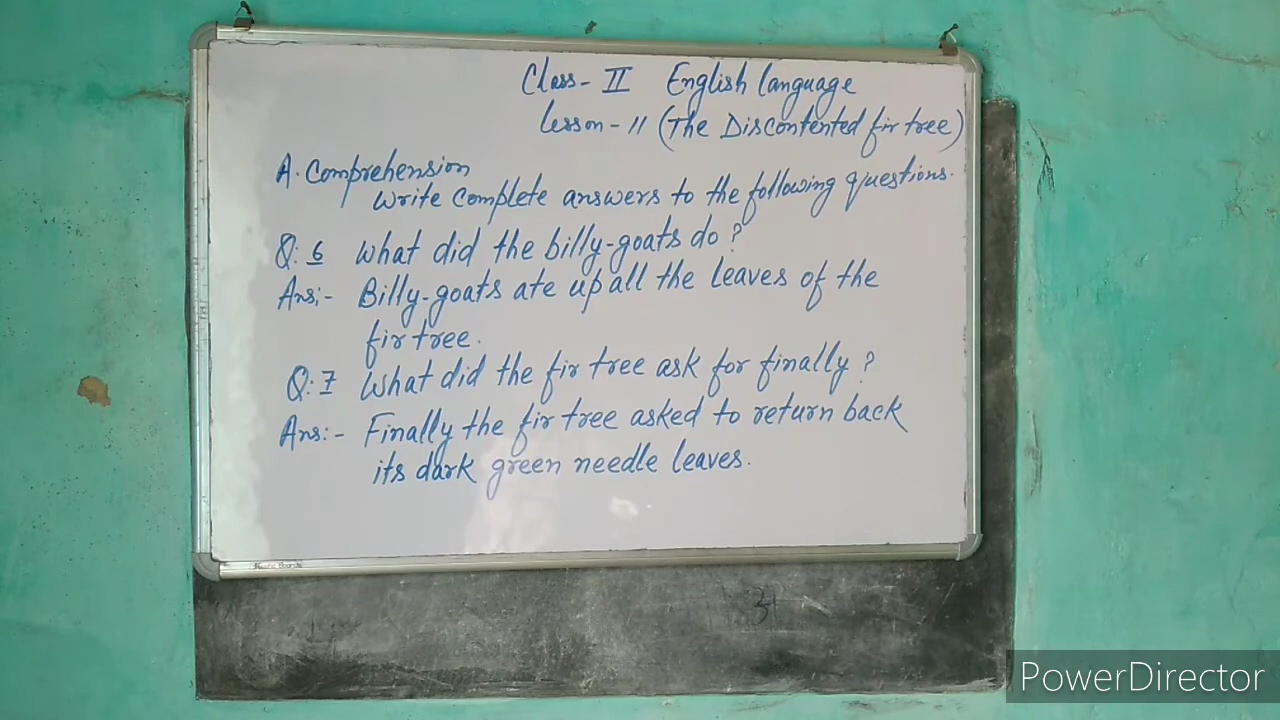 Class- II English language
Lesson - 11 (The Discontented fir tree)
A. Comprehension
Write Complete answers to the following questions.
Q: 6 What did the billy-goats do?
Ans:- Billy-goats ate up all the leaves of the
fir tree.
Q: 7 What did the fir tree ask for finally?
Ans:- Finally the fir tree asked to return back
its dark green needle leaves.
31
PowerDirector